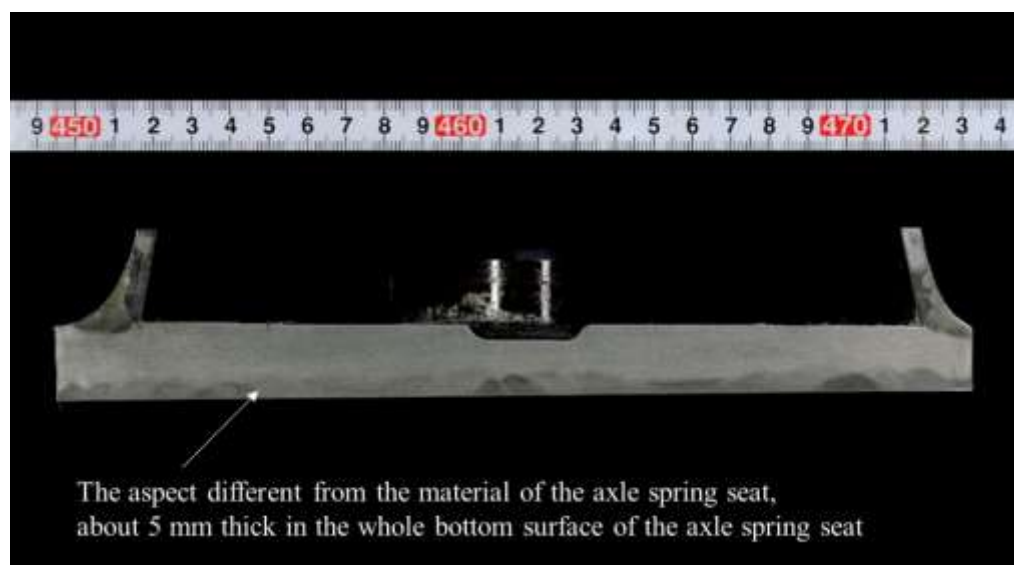 9 450 1 2 3 4 5 6 7 8 9 460 1 2 3 4 5 6 7 8 9 470 1 2 3 4
The aspect different from the material of the axle spring seat,
about 5 mm thick in the whole bottom surface of the axle spring seat